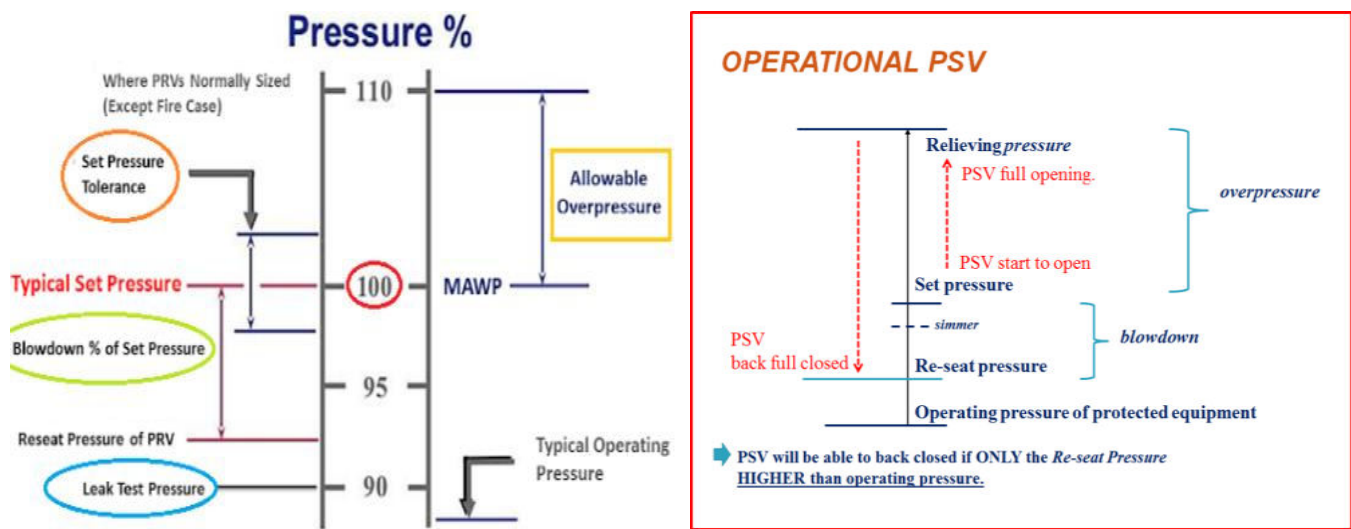 Pressure %
Where PRVs Normally Sized
(Except Fire Case)
110
Set Pressure
Tolerance
Allowable
Overpressure
Typical Set Pressure
100
MAWP
Blowdown % of Set Pressure
95
Reseat Pressure of PRV
Typical Operating
Pressure
Leak Test Pressure
90
OPERATIONAL PSV
Relieving pressure
PSV full opening.
overpressure
PSV start to open
Set pressure
simmer
blowdown
PSV
back full closed
Re-seat pressure
Operating pressure of protected equipment
PSV will be able to back closed if ONLY the Re-seat Pressure
HIGHER than operating pressure.